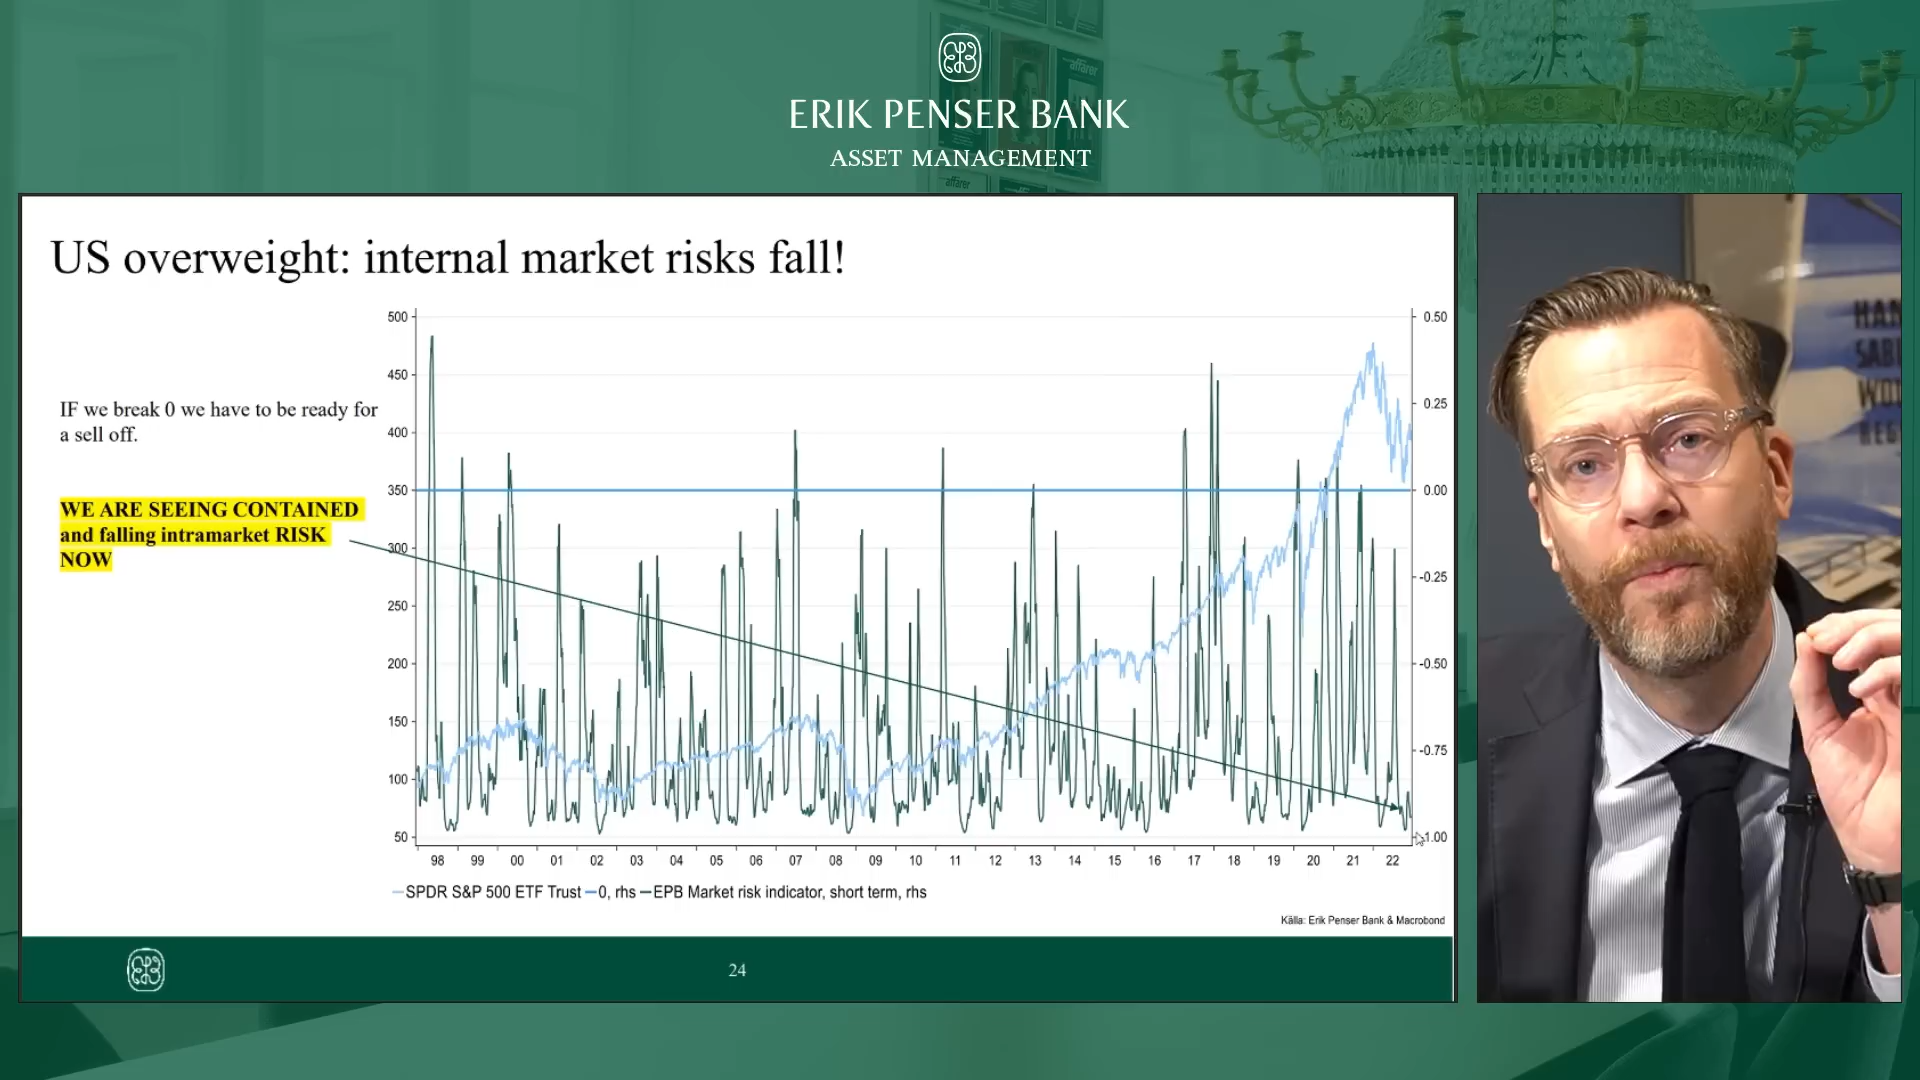 affärer
affärer
ERIK PENSER BANK
ASSET MANAGEMENT
US overweight: internal market risks fall!
IF we break 0 we have to be ready for
a sell off.
WE ARE SEEING CONTAINED
and falling intramarket RISK
NOW
500
450
400
350
300
250
200
150
100
50
0.50
0.25
0.00
-0.25
-0.50
-0.75
-1.00
98 99 00 01 02 03 04 05 06 07 08 09 10 11 12 13 14 15 16 17 18 19 20 21 22
SPDR S&P 500 ETF Trust 0, rhs EPB Market risk indicator, short term, rhs
Källa: Erik Penser Bank & Macrobond
24
HAN